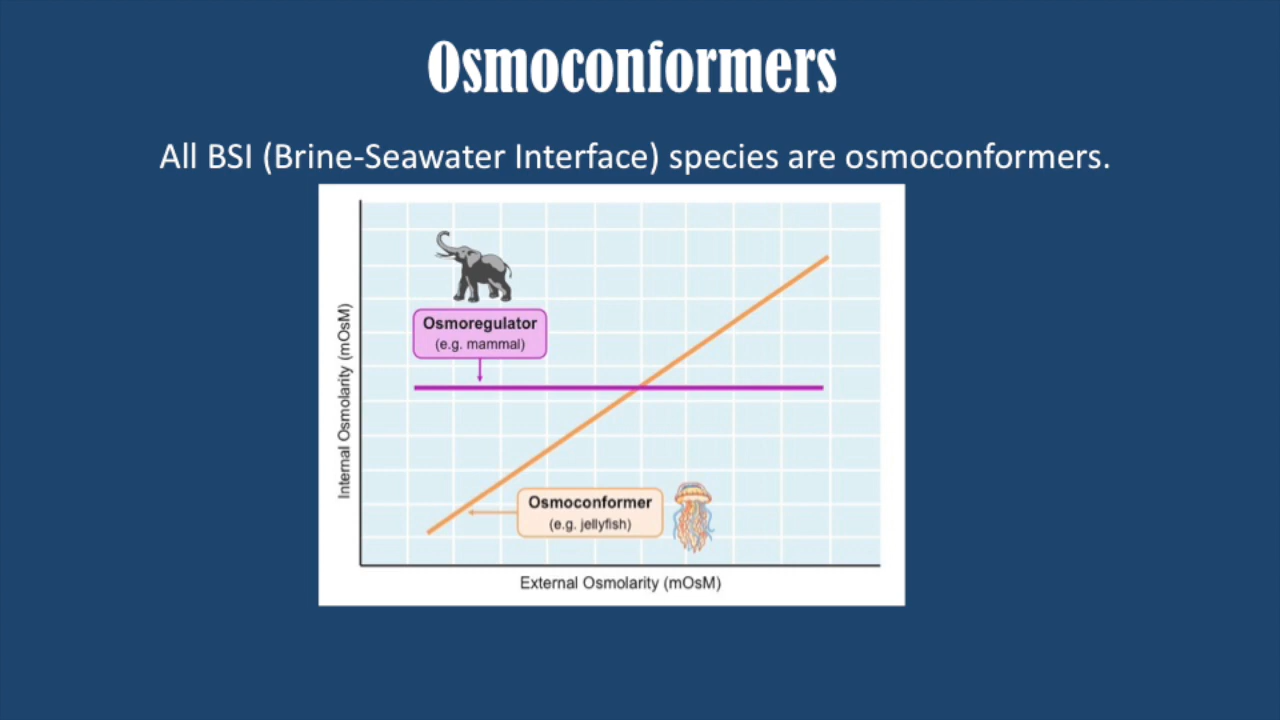 Osmoconformers
All BSI (Brine-Seawater Interface) species are osmoconformers.
Osmoregulator
(e.g. mammal)
Internal Osmolarity (mOsM)
Osmoconformer
(e.g. jellyfish)
External Osmolarity (mOsM)